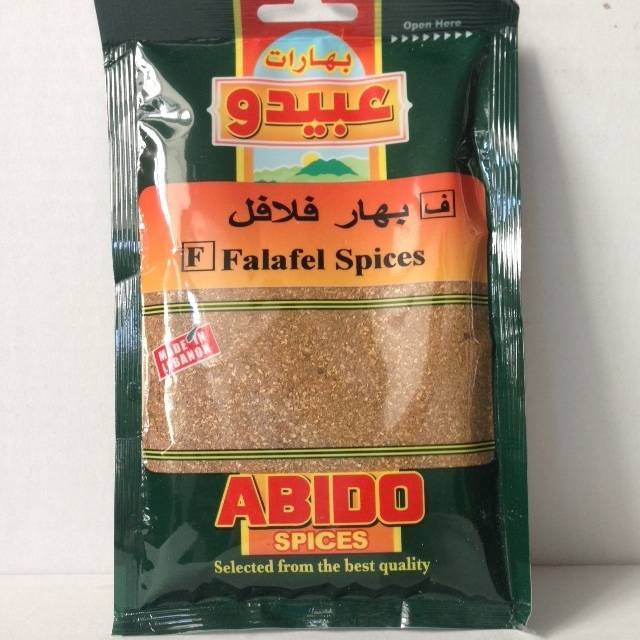 Open Here
بهارات
عبيدو
ف بهار فلافل
F Falafel Spices
MADE IN
LEBANON
ABIDO
SPICES
Selected from the best quality